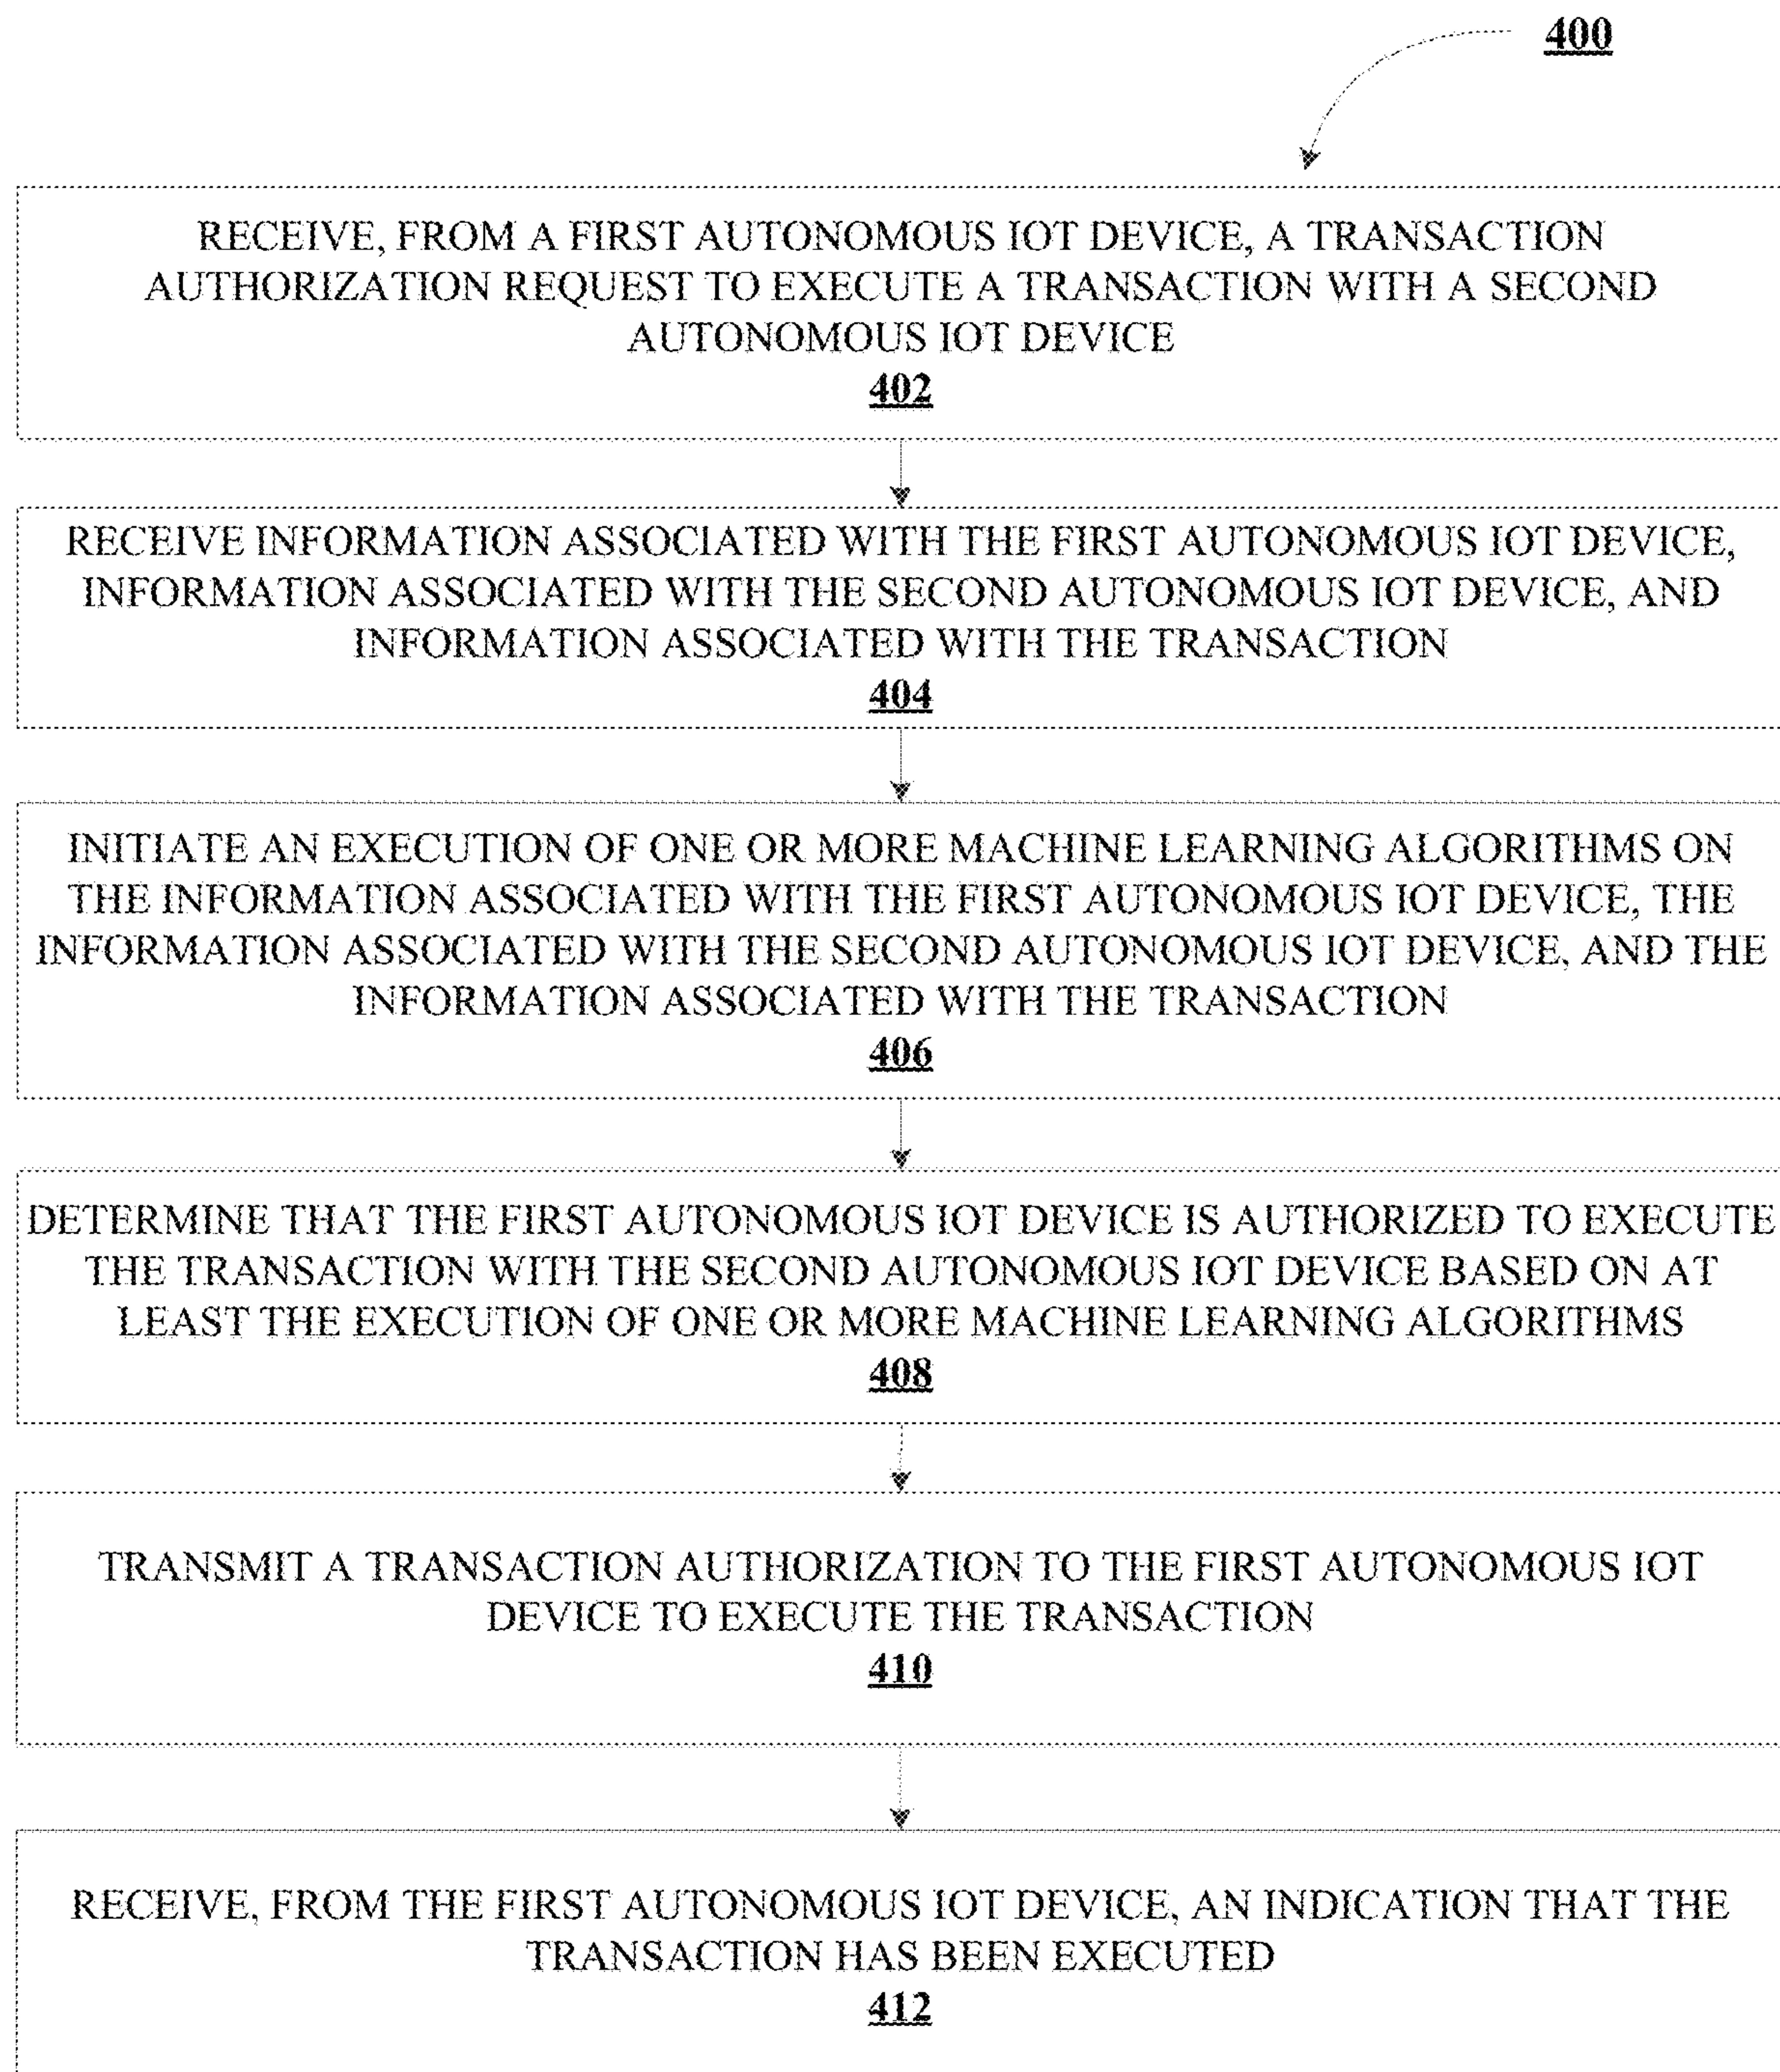 400
RECEIVE, FROM A FIRST AUTONOMOUS IOT DEVICE, A TRANSACTION
AUTHORIZATION REQUEST TO EXECUTE A TRANSACTION WITH A SECOND
AUTONOMOUS IOT DEVICE
402
RECEIVE INFORMATION ASSOCIATED WITH THE FIRST AUTONOMOUS IOT DEVICE,
INFORMATION ASSOCIATED WITH THE SECOND AUTONOMOUS IOT DEVICE, AND
INFORMATION ASSOCIATED WITH THE TRANSACTION
404
INITIATE AN EXECUTION OF ONE OR MORE MACHINE LEARNING ALGORITHMS ON
THE INFORMATION ASSOCIATED WITH THE FIRST AUTONOMOUS IOT DEVICE, THE
INFORMATION ASSOCIATED WITH THE SECOND AUTONOMOUS IOT DEVICE, AND THE
INFORMATION ASSOCIATED WITH THE TRANSACTION
406
DETERMINE THAT THE FIRST AUTONOMOUS IOT DEVICE IS AUTHORIZED TO EXECUTE
THE TRANSACTION WITH THE SECOND AUTONOMOUS IOT DEVICE BASED ON AT
LEAST THE EXECUTION OF ONE OR MORE MACHINE LEARNING ALGORITHMS
408
TRANSMIT A TRANSACTION AUTHORIZATION TO THE FIRST AUTONOMOUS IOT
DEVICE TO EXECUTE THE TRANSACTION
410
RECEIVE, FROM THE FIRST AUTONOMOUS IOT DEVICE, AN INDICATION THAT THE
TRANSACTION HAS BEEN EXECUTED
412